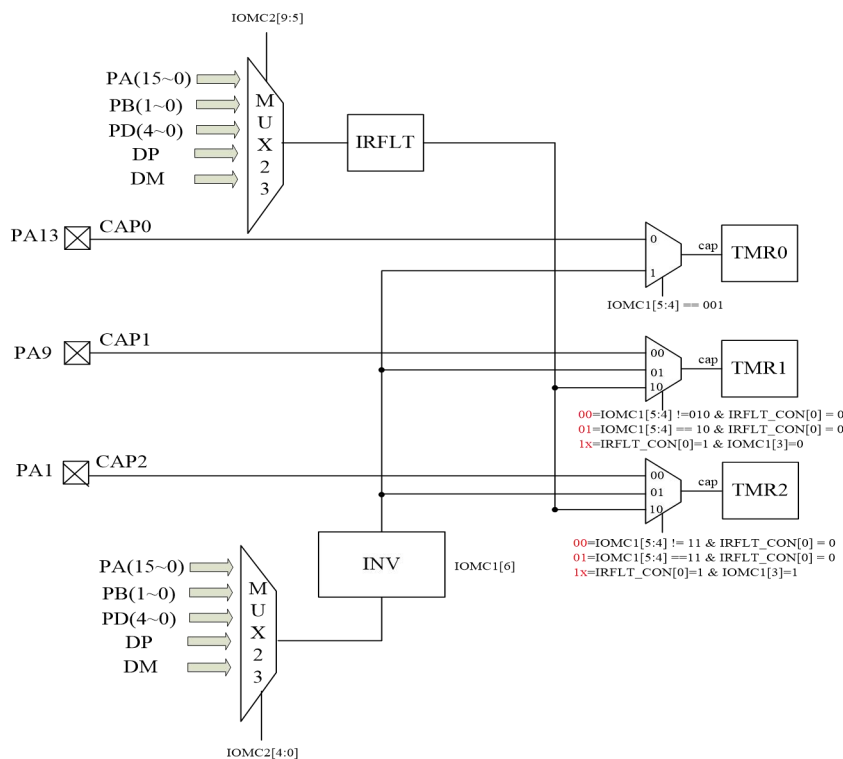 IOMC2[9:5]
PA(15~0)
PB(1~0)
PD(4~0)
DP
DM
M
U
X
2
3
IRFLT
PA13
CAP0
0
1
cap
TMR0
IOMC1[5:4] == 001
PA9
CAP1
00
01
10
cap
TMR1
00=IOMC1[5:4] !=010 & IRFLT_CON[0] = 0
01=IOMC1[5:4] == 10 & IRFLT_CON[0] = 0
1x=IRFLT_CON[0]=1 & IOMC1[3]=0
PA1
CAP2
00
01
10
cap
TMR2
00=IOMC1[5:4] != 11 & IRFLT_CON[0] = 0
01=IOMC1[5:4] ==11 & IRFLT_CON[0] = 0
1x=IRFLT_CON[0]=1 & IOMC1[3]=1
INV
IOMC1[6]
PA(15~0)
PB(1~0)
PD(4~0)
DP
DM
M
U
X
2
3
IOMC2[4:0]